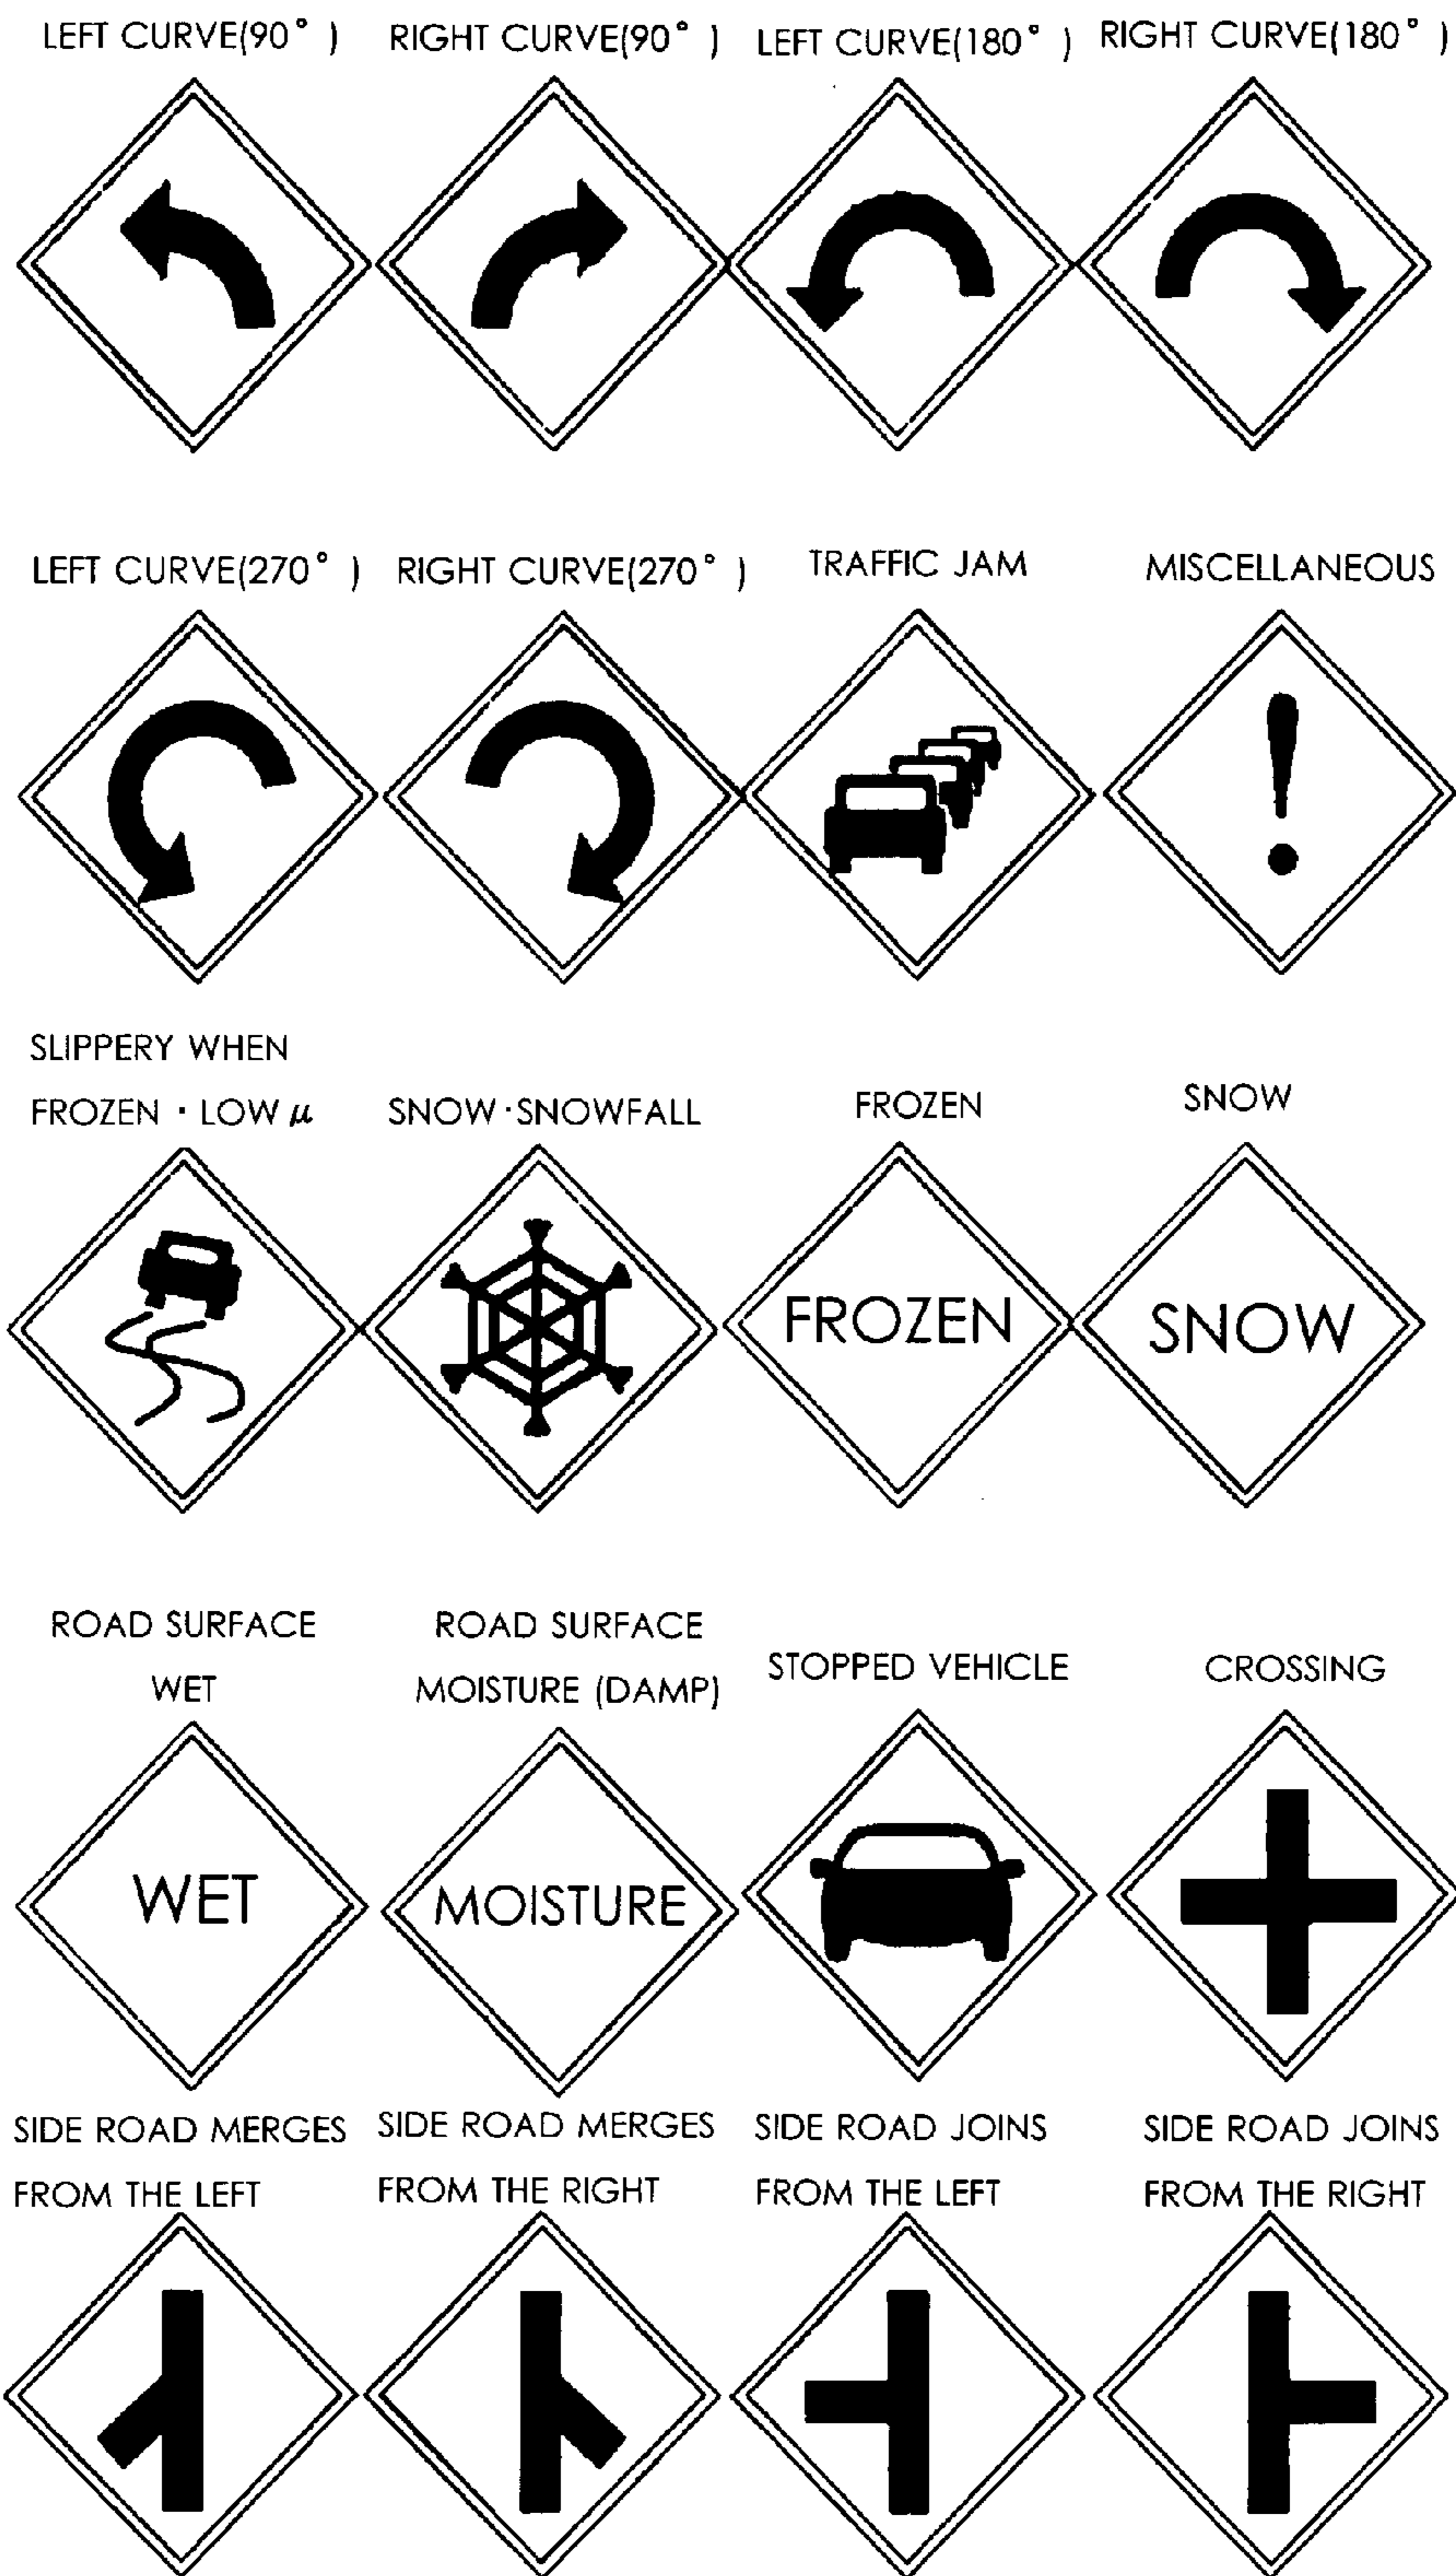 LEFT CURVE(90° )
RIGHT CURVE(90° )
LEFT CURVE(180° )
RIGHT CURVE(180° )
LEFT CURVE(270° )
RIGHT CURVE(270° )
TRAFFIC JAM
MISCELLANEOUS
SLIPPERY WHEN
FROZEN · LOW μ
SNOW·SNOWFALL
FROZEN
SNOW
FROZEN
SNOW
ROAD SURFACE
WET
ROAD SURFACE
MOISTURE (DAMP)
STOPPED VEHICLE
CROSSING
WET
MOISTURE
SIDE ROAD MERGES
FROM THE LEFT
SIDE ROAD MERGES
FROM THE RIGHT
SIDE ROAD JOINS
FROM THE LEFT
SIDE ROAD JOINS
FROM THE RIGHT